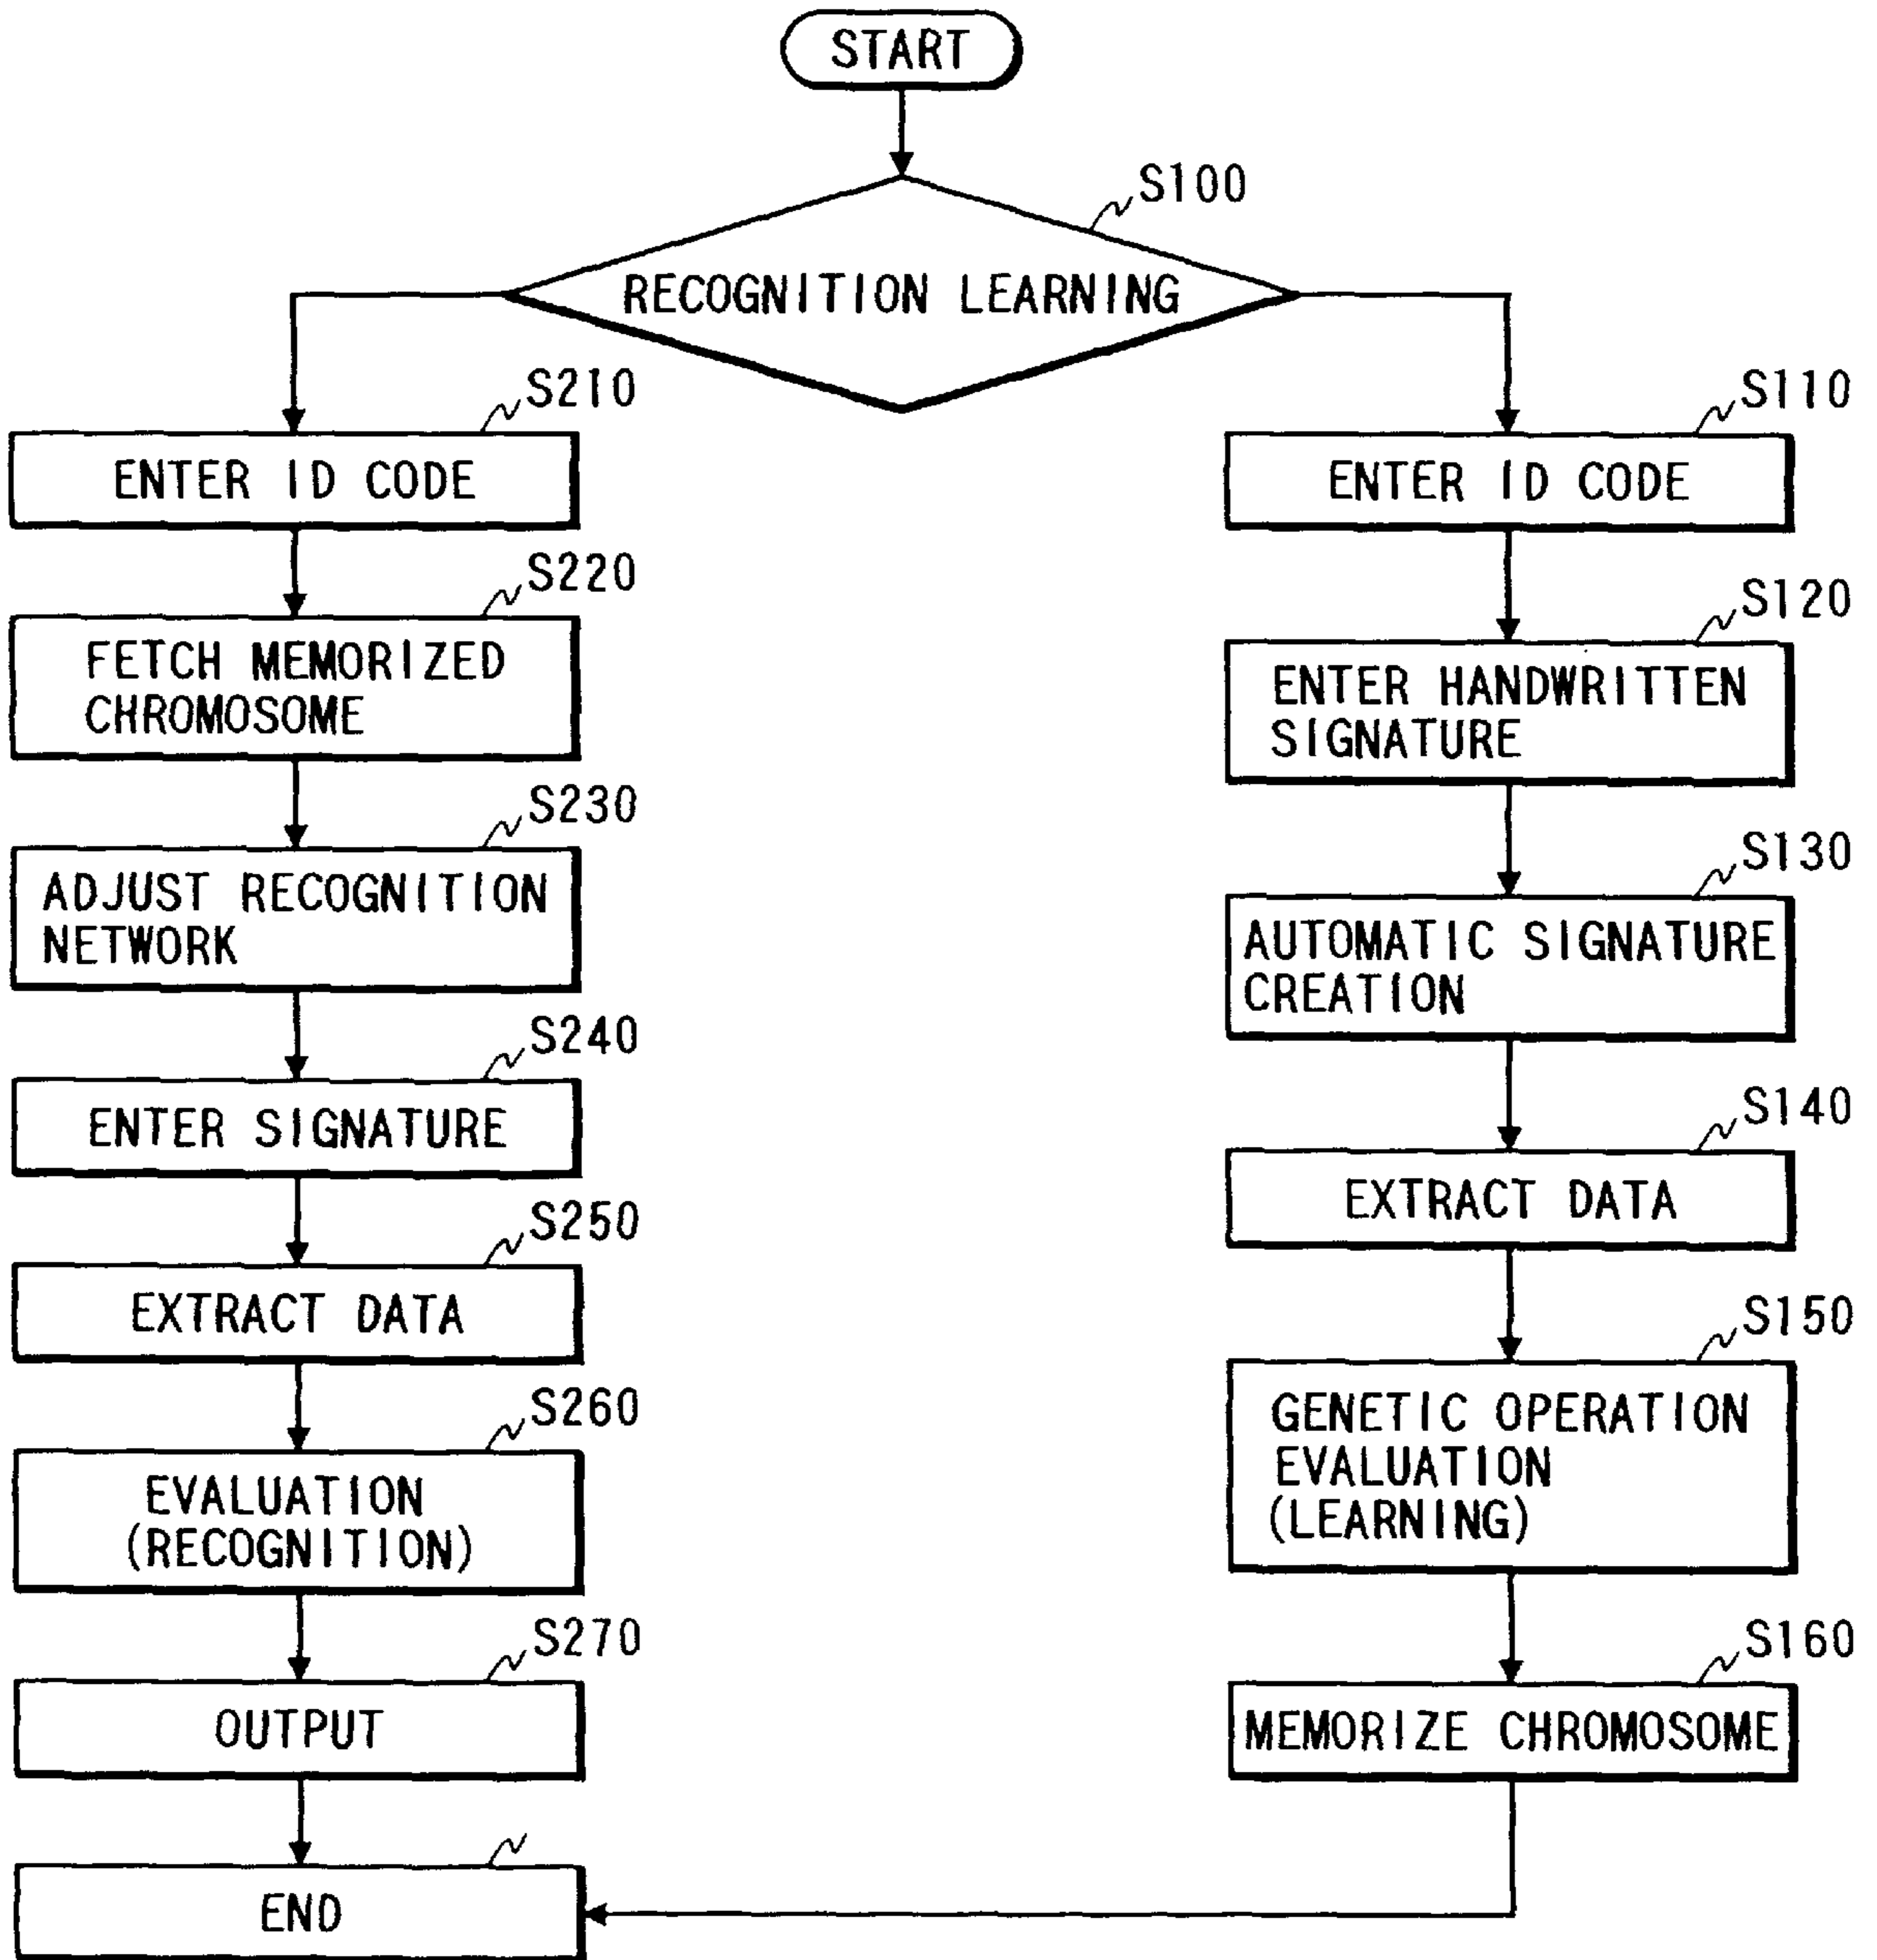 START
S100
RECOGNITION LEARNING
S210
ENTER ID CODE
S220
FETCH MEMORIZED
CHROMOSOME
S230
ADJUST RECOGNITION
NETWORK
S240
ENTER SIGNATURE
S250
EXTRACT DATA
S260
EVALUATION
(RECOGNITION)
S270
OUTPUT
END
S110
ENTER ID CODE
S120
ENTER HANDWRITTEN
SIGNATURE
S130
AUTOMATIC SIGNATURE
CREATION
S140
EXTRACT DATA
S150
GENETIC OPERATION
EVALUATION
(LEARNING)
S160
MEMORIZE CHROMOSOME